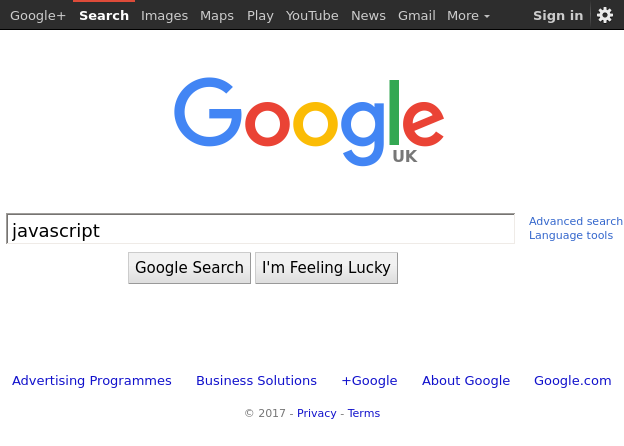 Google+ Search Images Maps Play YouTube News Gmail More Sign in
Google
UK
javascript
Advanced search
Language tools
Google Search I'm Feeling Lucky
Advertising Programmes Business Solutions +Google About Google Google.com
© 2017 - Privacy - Terms